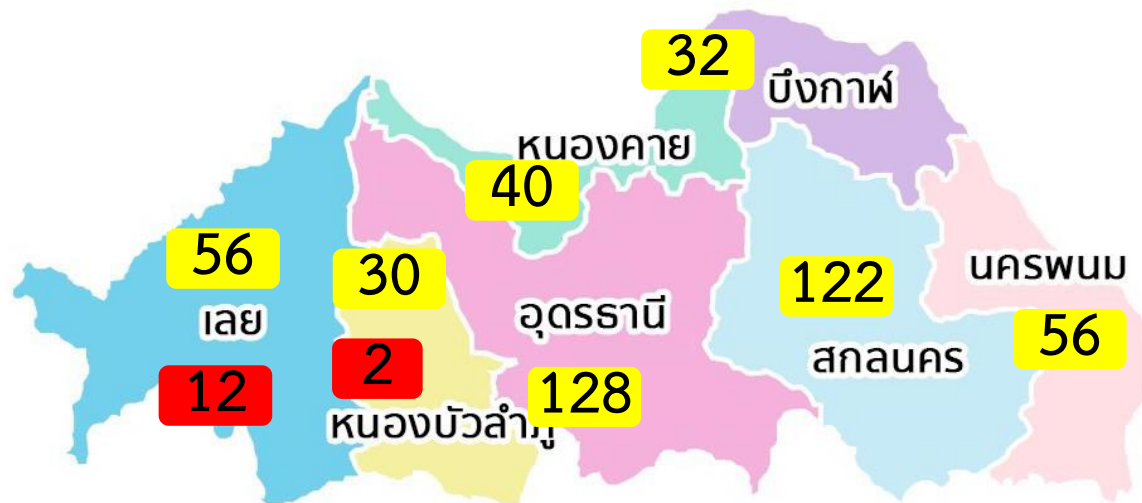 32
บึงกาฬ
หนองคาย
40
56
30
122
นครพนม
เลย
อุดรธานี
56
สกลนคร
12
2
128
หนองบัวลำภู